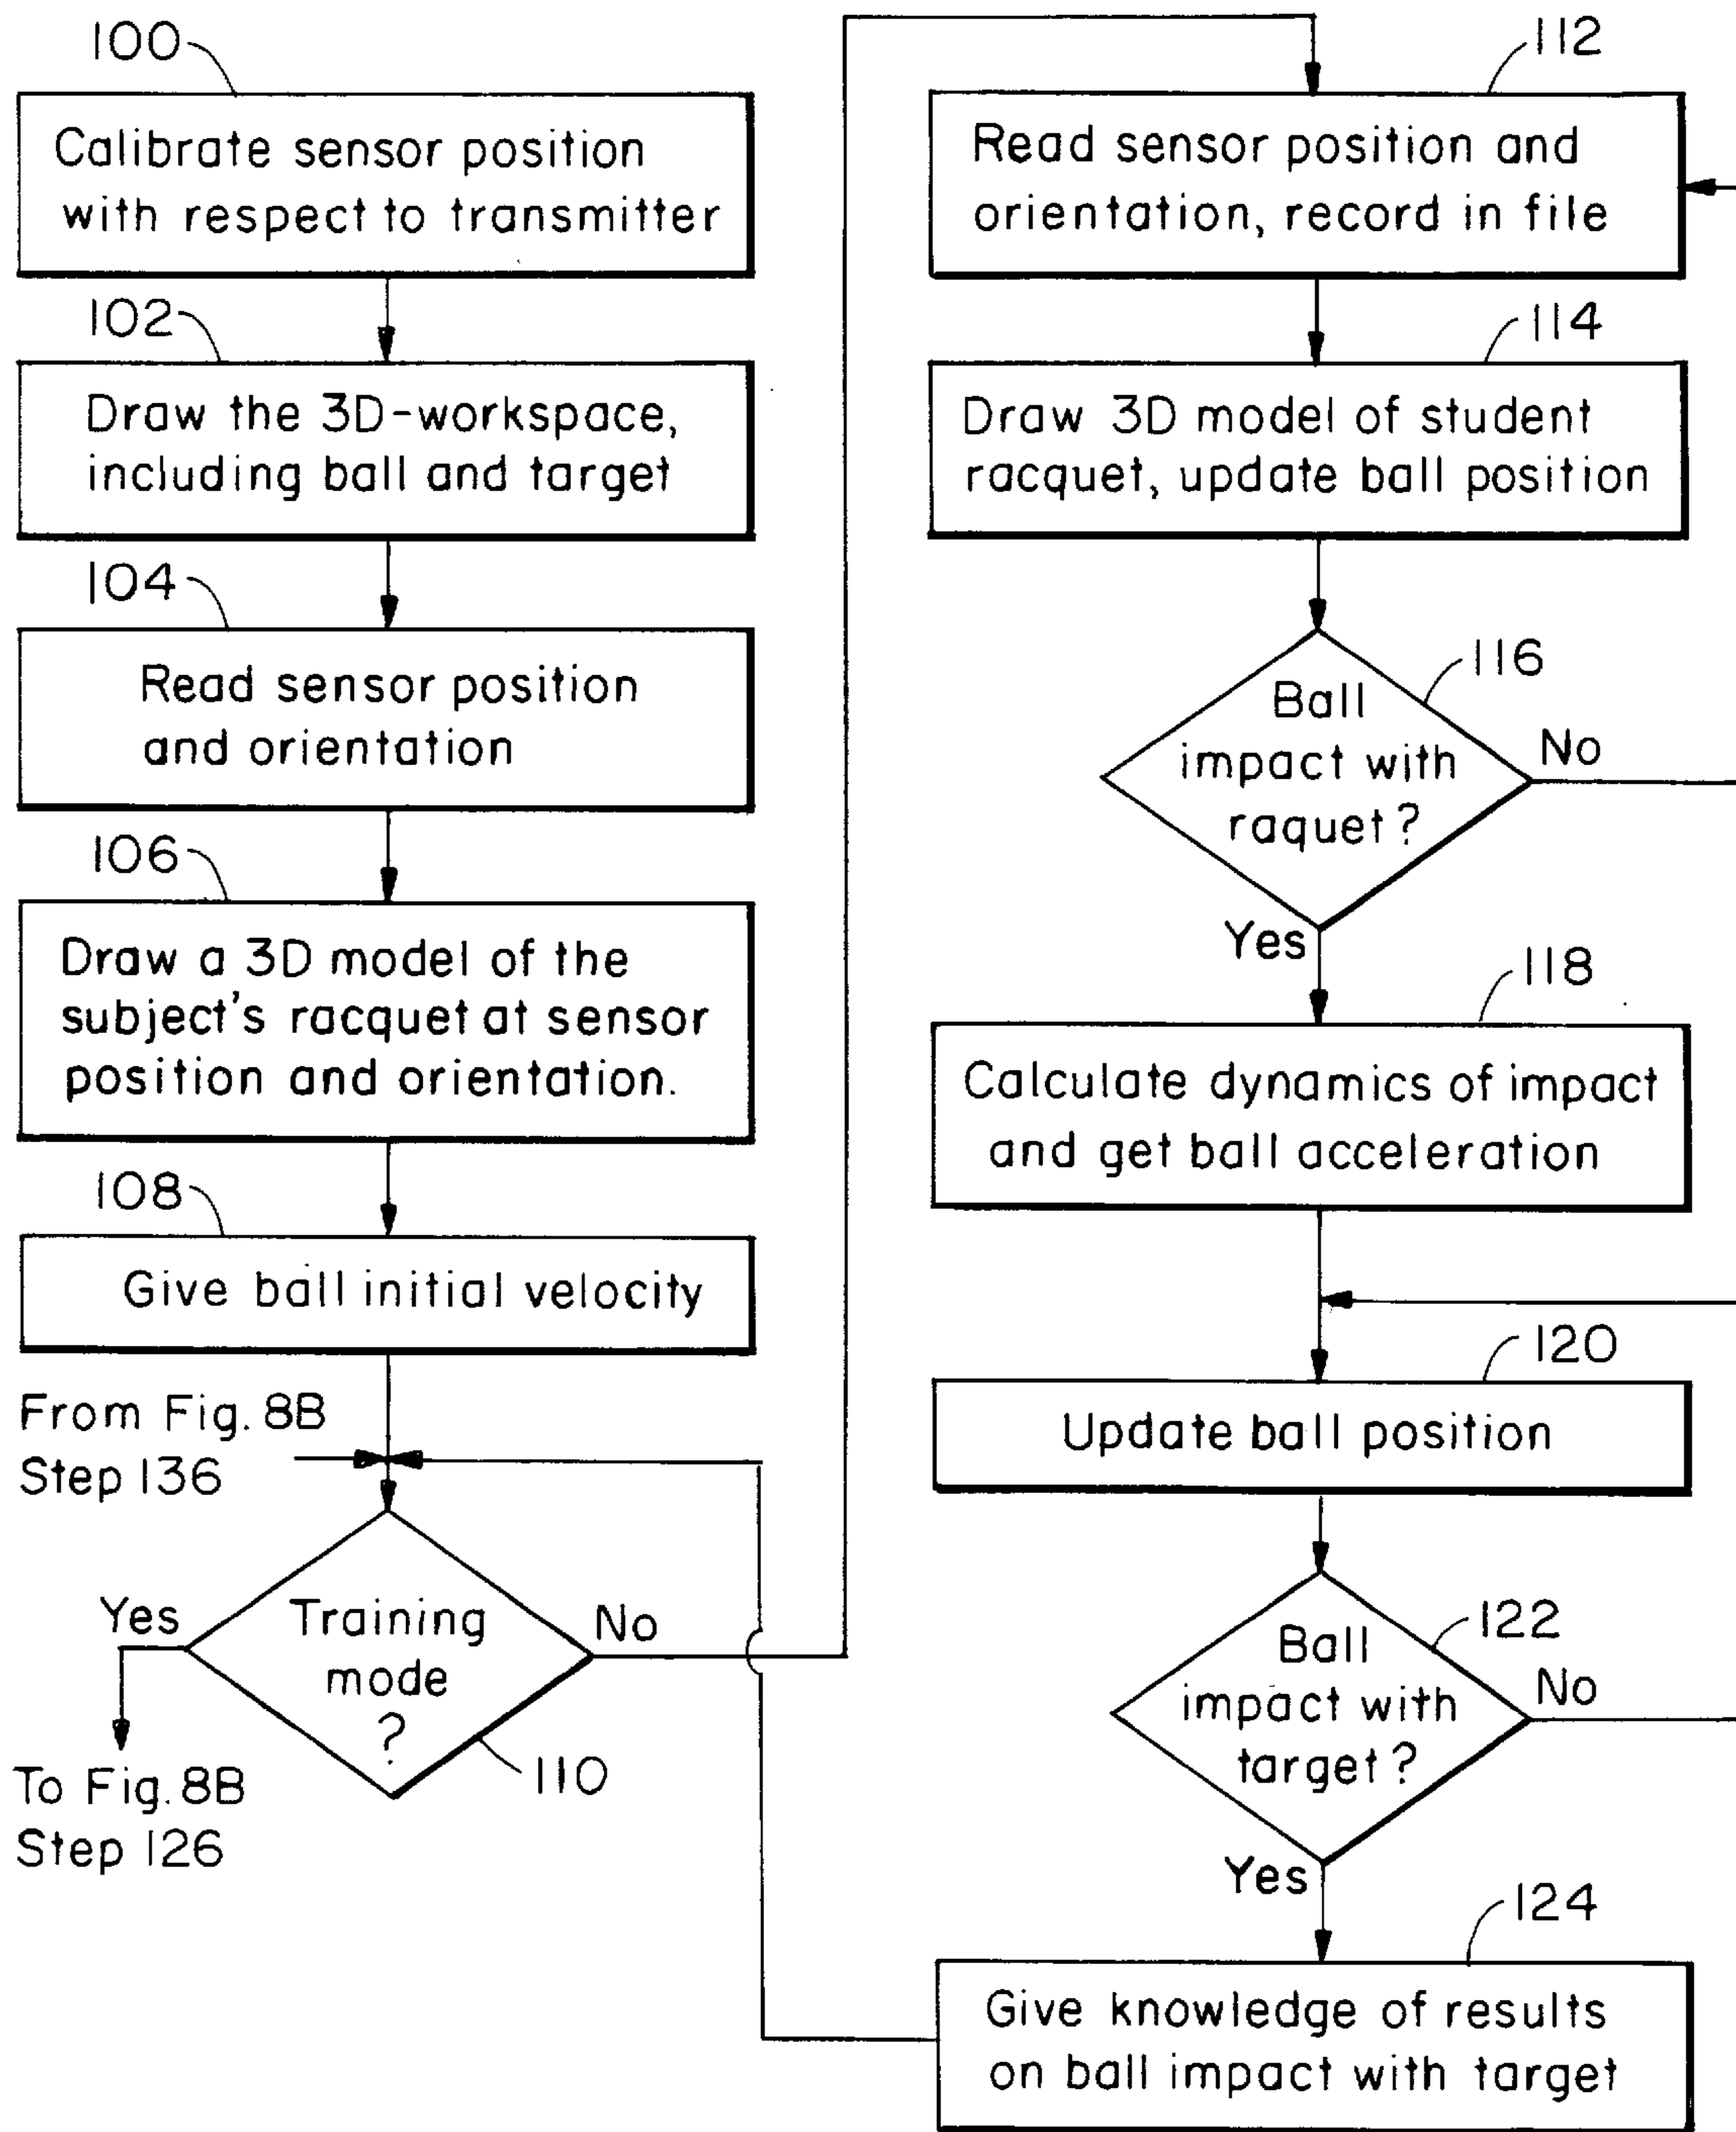 100
Calibrate sensor position
with respect to transmitter
102
Draw the 3D-workspace,
including ball and target
104
Read sensor position
and orientation
106
Draw a 3D model of the
subject's racquet at sensor
position and orientation.
108
Give ball initial velocity
From Fig. 8B
Step 136
Training
mode
?
Yes
No
110
To Fig. 8B
Step 126
112
Read sensor position and
orientation, record in file
114
Draw 3D model of student
racquet, update ball position
116
Ball
impact with
raquet?
No
Yes
118
Calculate dynamics of impact
and get ball acceleration
120
Update ball position
122
Ball
impact with
target?
No
Yes
124
Give knowledge of results
on ball impact with target